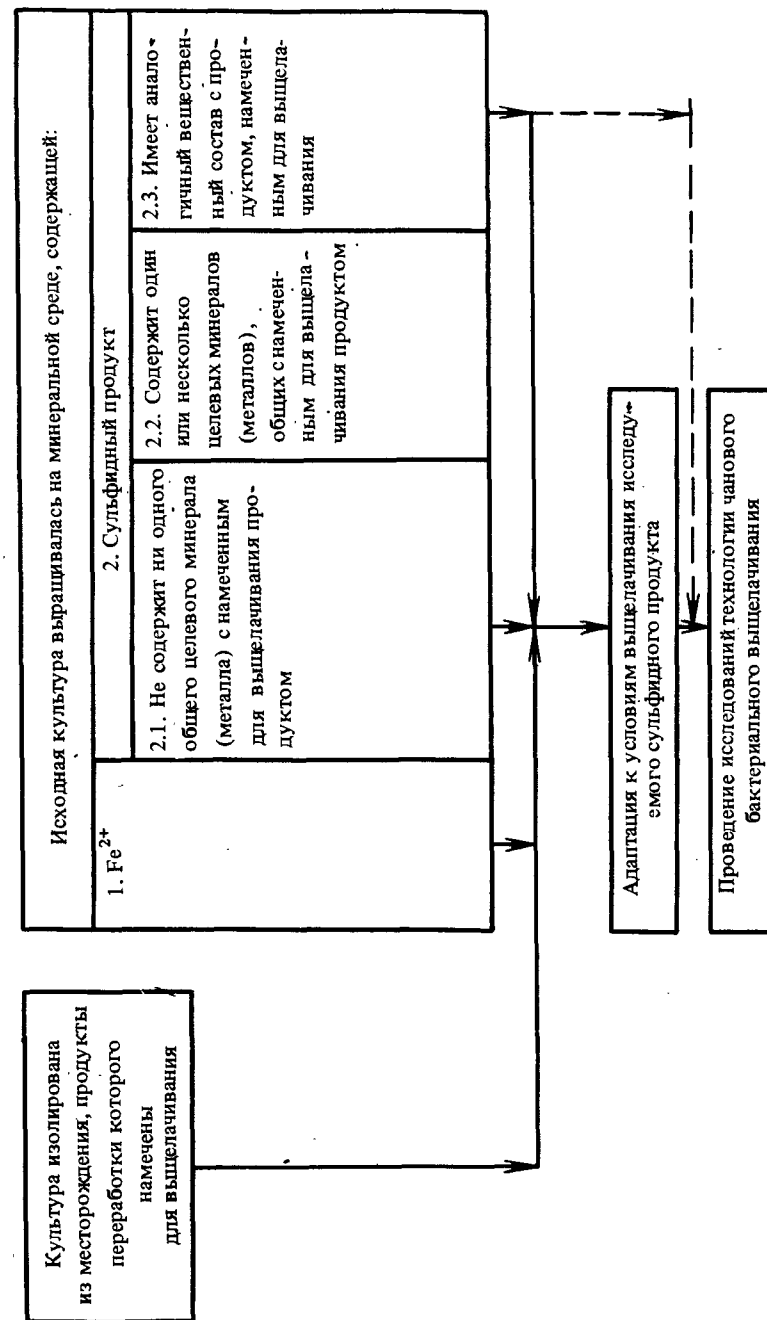 Культура изолирована
из месторождения, продукты
переработки которого
намечены
для выщелачивания
Исходная культура выращивалась на минеральной среде, содержащей:
1. Fe2+
2. Сульфидный продукт
2.1. Не содержит ни одного
общего целевого минерала
(металла) с намеченным
для выщелачивания про-
дуктом
2.2. Содержит один
или несколько
целевых минералов
(металлов),
общих с намечен-
ным для выщела-
чивания продуктом
2.3. Имеет анало-
гичный веществен-
ный состав с про-
дуктом, намечен-
ным для выщела-
чивания
Адаптация к условиям выщелачивания исследу-
емого сульфидного продукта
Проведение исследований технологии чанового
бактериального выщелачивания